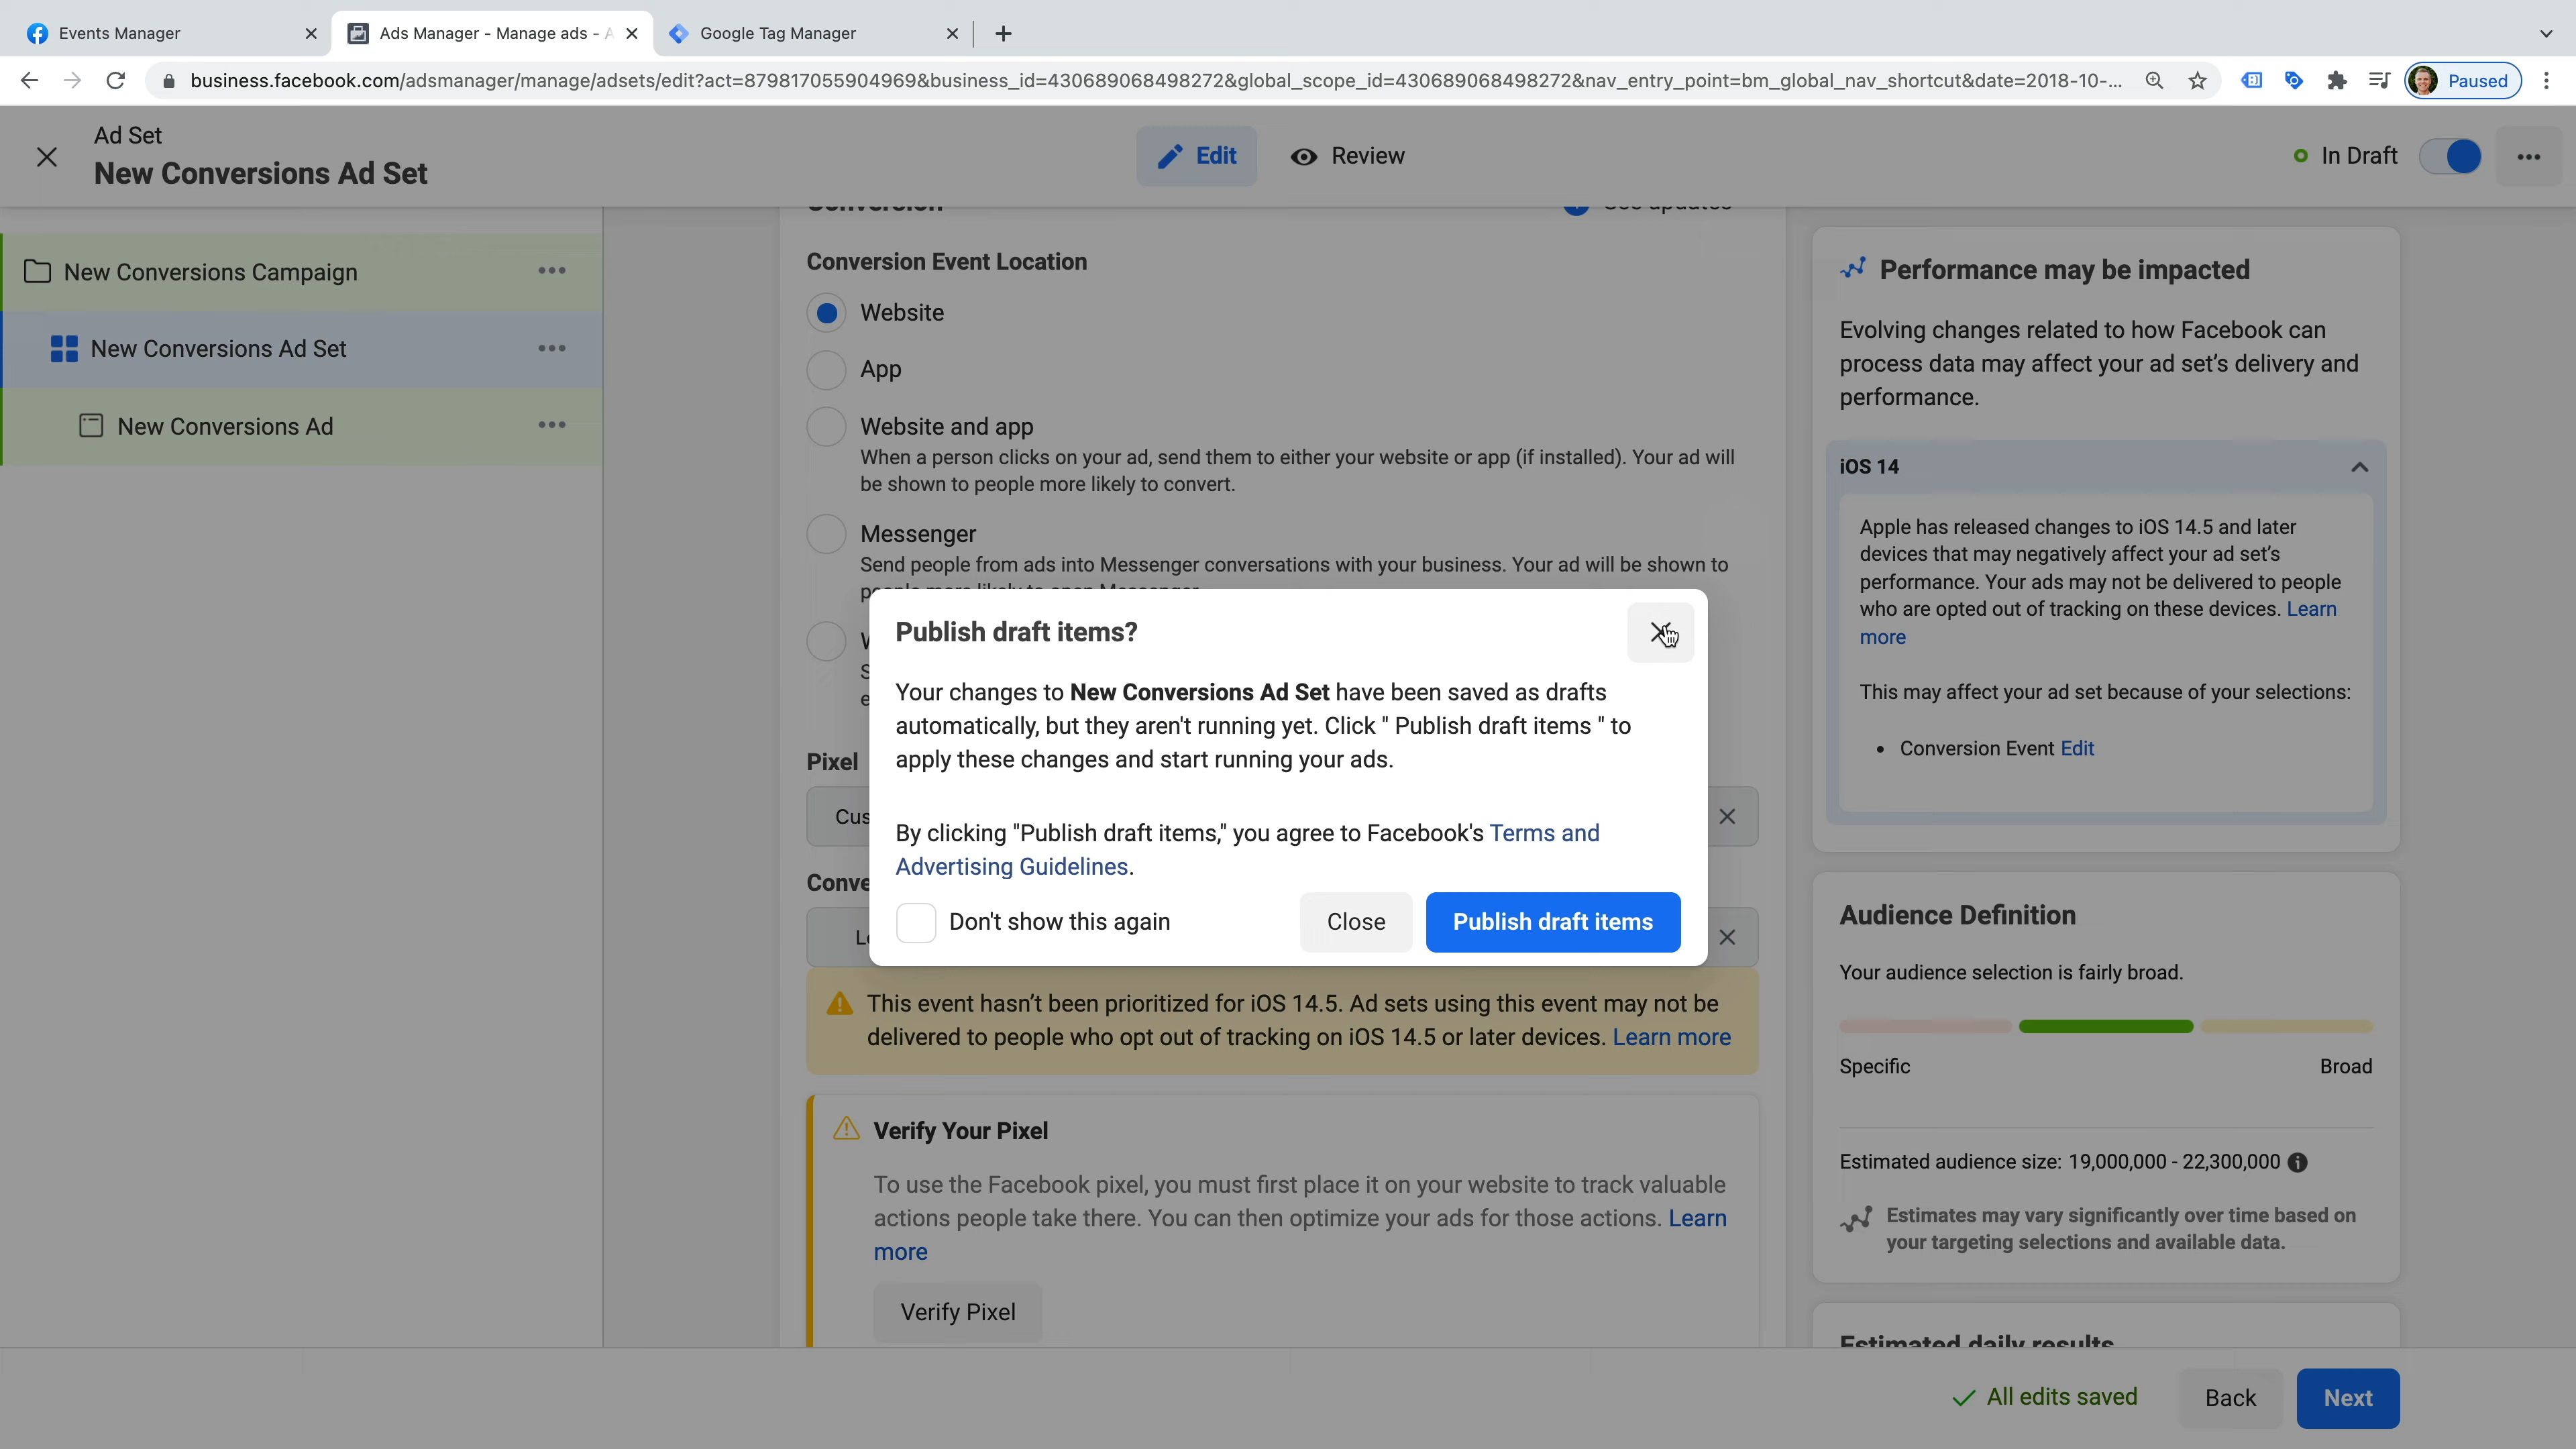 Events Manager
Ads Manager - Manage ads - A
Google Tag Manager
business.facebook.com/adsmanager/manage/adsets/edit?act=879817055904969&business_id=430689068498272&global_scope_id=430689068498272&nav_entry_point=bm_global_nav_shortcut&date=2018-10-...
Paused
Ad Set
New Conversions Ad Set
Edit
Review
In Draft
New Conversions Campaign
New Conversions Ad Set
New Conversions Ad
Conversion
See updates
Conversion Event Location
Website
App
Website and app
When a person clicks on your ad, send them to either your website or app (if installed). Your ad will
be shown to people more likely to convert.
Messenger
Send people from ads into Messenger conversations with your business. Your ad will be shown to
people more likely to open Messenger.
Pixel
Cus
Conve
Publish draft items?
Your changes to New Conversions Ad Set have been saved as drafts
automatically, but they aren't running yet. Click " Publish draft items " to
apply these changes and start running your ads.
By clicking "Publish draft items," you agree to Facebook's Terms and
Advertising Guidelines.
Don't show this again
Close
Publish draft items
This event hasn't been prioritized for iOS 14.5. Ad sets using this event may not be
delivered to people who opt out of tracking on iOS 14.5 or later devices. Learn more
Verify Your Pixel
To use the Facebook pixel, you must first place it on your website to track valuable
actions people take there. You can then optimize your ads for those actions. Learn
more
Verify Pixel
Performance may be impacted
Evolving changes related to how Facebook can
process data may affect your ad set's delivery and
performance.
iOS 14
Apple has released changes to iOS 14.5 and later
devices that may negatively affect your ad set's
performance. Your ads may not be delivered to people
who are opted out of tracking on these devices. Learn
more
This may affect your ad set because of your selections:
• Conversion Event Edit
Audience Definition
Your audience selection is fairly broad.
Specific
Broad
Estimated audience size: 19,000,000 - 22,300,000
Estimates may vary significantly over time based on
your targeting selections and available data.
Estimated daily results
All edits saved
Back
Next